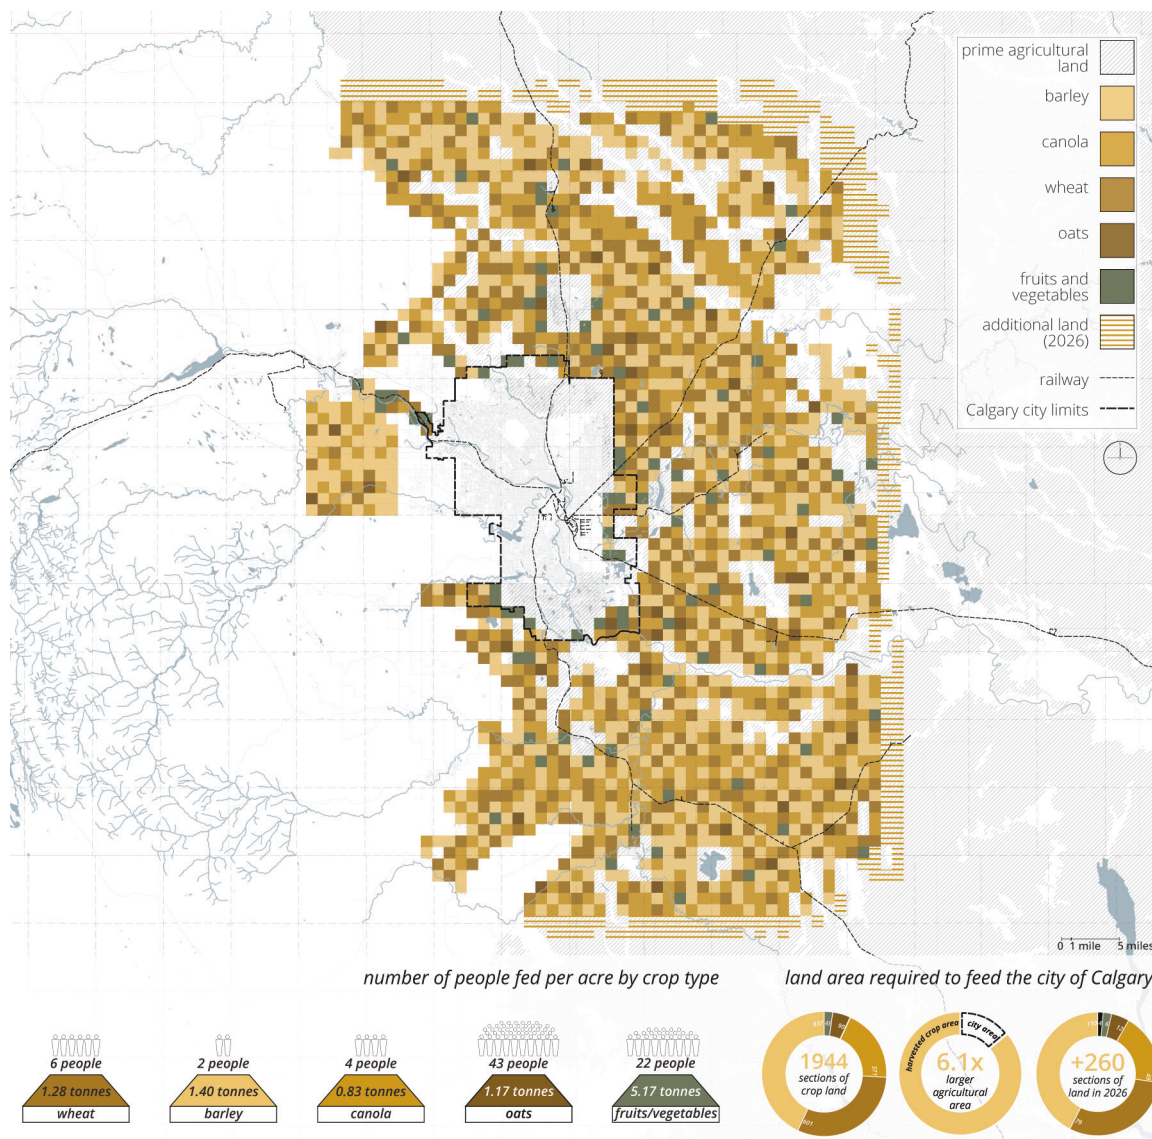 prime agricultural
land
barley
canola
wheat
oats
fruits and
vegetables
additional land
(2026)
railway
Calgary city limits
0 1 mile 5 miles
number of people fed per acre by crop type
land area required to feed the city of Calgary
6 people
1.28 tonnes
wheat
2 people
1.40 tonnes
barley
4 people
0.83 tonnes
canola
43 people
1.17 tonnes
oats
22 people
5.17 tonnes
fruits/vegetables
1944
sections of
crop land
harvested crop area
city area
6.1x
larger
agricultural
area
+260
sections of
land in 2026